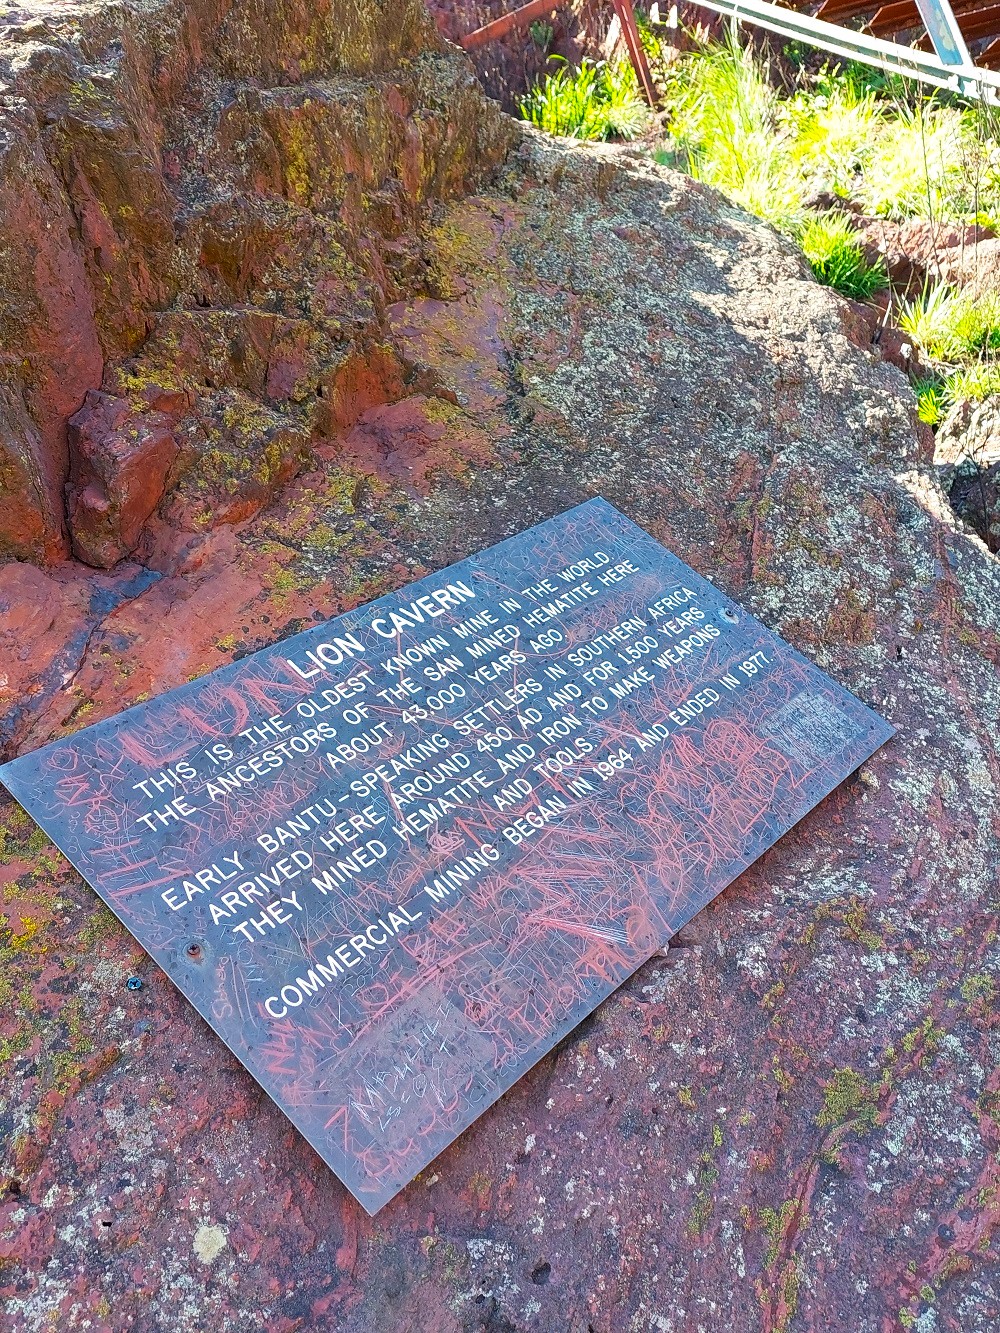 LION CAVERN
THIS IS THE OLDEST KNOWN MINE IN THE WORLD.
THE ANCESTORS OF THE SAN MINED HEMATITE HERE
ABOUT 43,000 YEARS AGO
EARLY BANTU-SPEAKING SETTLERS IN SOUTHERN AFRICA
ARRIVED HERE AROUND 450 AD AND FOR 1,500 YEARS
THEY MINED HEMATITE AND IRON TO MAKE WEAPONS
AND TOOLS.
COMMERCIAL MINING BEGAN IN 1964 AND ENDED IN 1977.